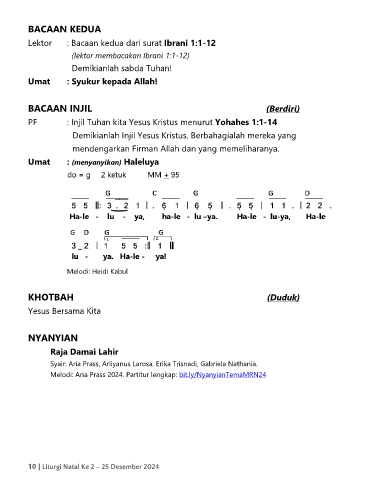 BACAAN KEDUA
Lektor : Bacaan kedua dari surat Ibrani 1:1-12
(lektor membacakan Ibrani 1:1-12)
Demikianlah sabda Tuhan!
Umat : Syukur kepada Allah!
BACAAN INJIL (Berdiri)
PF : Injil Tuhan kita Yesus Kristus menurut Yohahes 1:1-14
Demikianlah Injil Yesus Kristus. Berbahagialah mereka yang
mendengarkan Firman Allah dan yang memeliharanya.
Umat : (menyanyikan) Haleluya
do = g 2 ketuk MM + 95
G C G G D
5 5 ‖: 3 . 2 1 | . 6 1 | 6 5 | . 5 5 | 1 1 . | 2 2 .
Ha-le - lu - ya, ha-le - lu –ya. Ha-le - lu-ya, Ha-le
G D G G
3 . 2 | 1 5 5 :‖ 1 ‖
lu - ya. Ha-le - ya!
Melodi: Heidi Kabul
KHOTBAH (Duduk)
Yesus Bersama Kita
NYANYIAN
Raja Damai Lahir
Syair: Aria Prass, Arliyanus Larosa, Erika Trisnadi, Gabriela Nathania.
Melodi: Aria Prass 2024. Partitur lengkap: bit.ly/NyanyianTemaMRN24
10 | Liturgi Natal Ke 2 – 25 Desember 2024